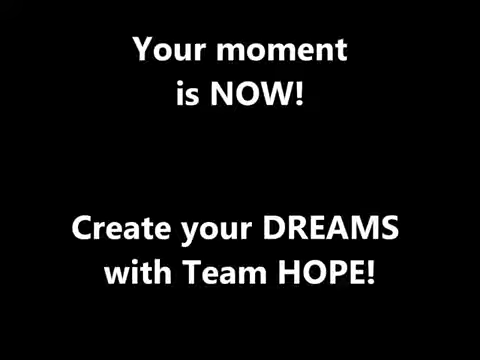 Your moment
is NOW!
Create your DREAMS
with Team HOPE!